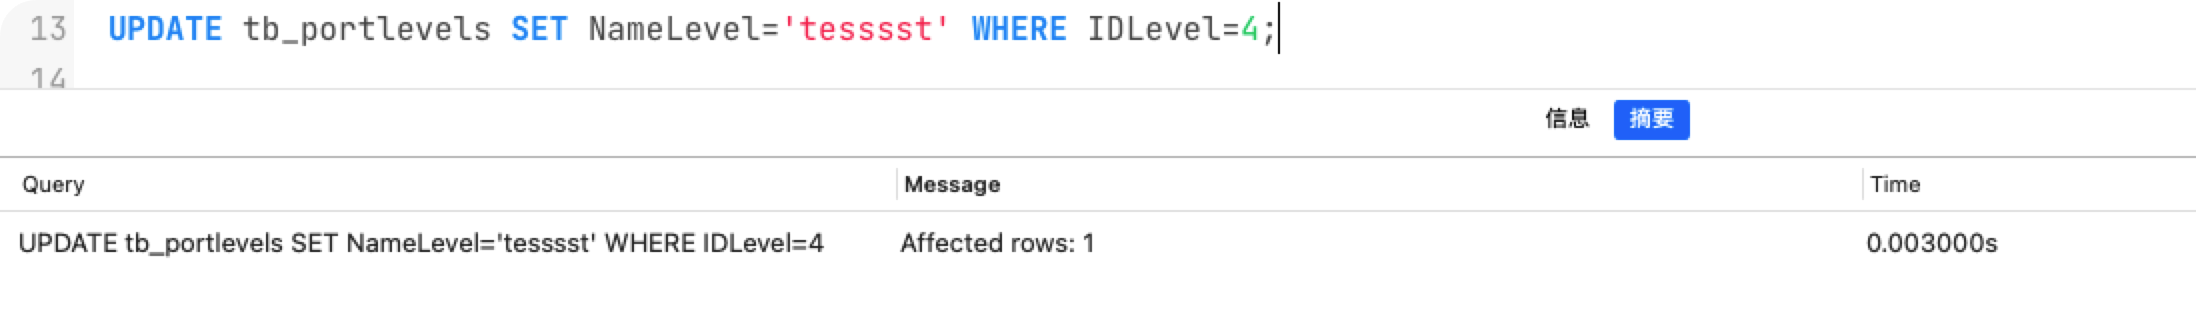 13 UPDATE tb_portlevels SET NameLevel='tesssst' WHERE IDLevel=4;
14
信息 摘要
Query Message Time
UPDATE tb_portlevels SET NameLevel='tesssst' WHERE IDLevel=4 Affected rows: 1 0.003000s